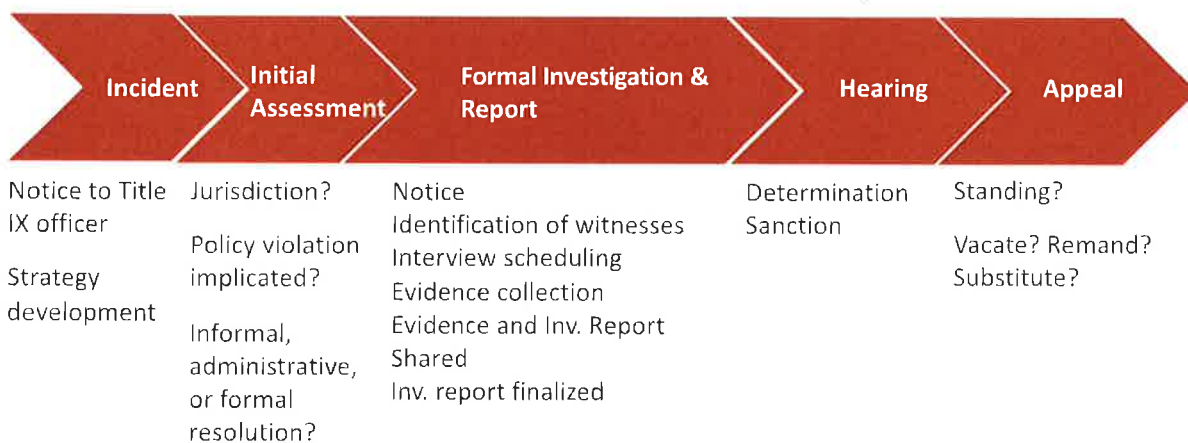 Incident
Initial
Assessment
Formal Investigation &
Report
Hearing
Appeal
Notice to Title
IX officer
Strategy
development
Jurisdiction?
Policy violation
implicated?
Informal,
administrative,
or formal
resolution?
Notice
Identification of witnesses
Interview scheduling
Evidence collection
Evidence and Inv. Report
Shared
Inv. report finalized
Determination
Sanction
Standing?
Vacate? Remand?
Substitute?